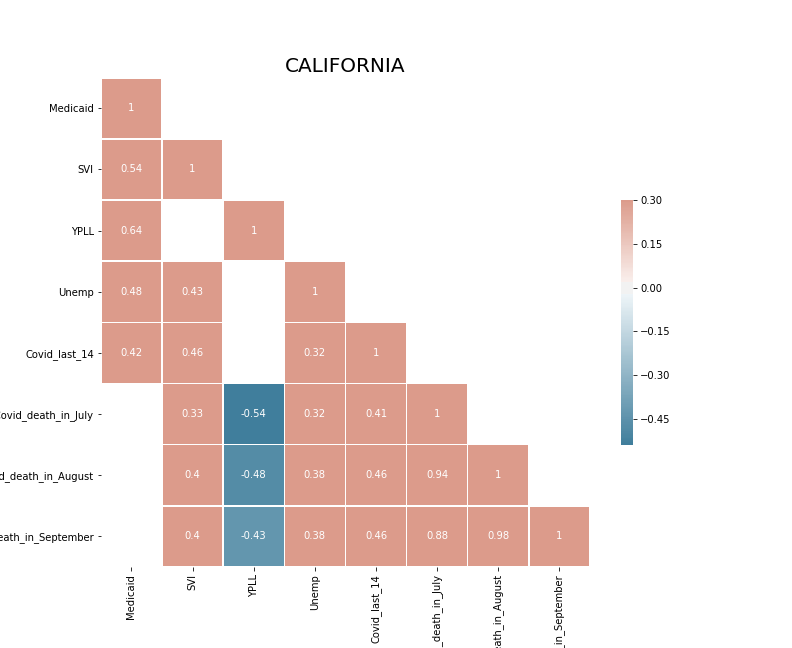 CALIFORNIA
Medicaid 1
SVI 0.54 1
YPLL 0.64 1
Unemp 0.48 0.43 1
Covid_last_14 0.42 0.46 0.32 1
ovid_death_in_July 0.33 -0.54 0.32 0.41 1
d_death_in_August 0.4 -0.48 0.38 0.46 0.94 1
eath_in_September 0.4 -0.43 0.38 0.46 0.88 0.98 1
Medicaid
SVI
YPLL
Unemp
Covid_last_14
_death_in_July
eath_in_August
_in_September
0.30
0.15
0.00
−0.15
−0.30
−0.45